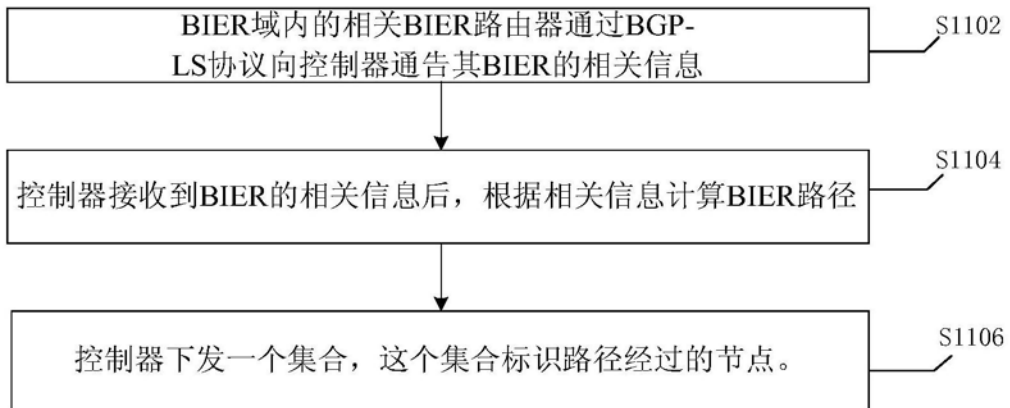 BIER域内的相关BIER路由器通过BGP-
LS协议向控制器通告其BIER的相关信息
S1102
控制器接收到BIER的相关信息后，根据相关信息计算BIER路径
S1104
控制器下发一个集合，这个集合标识路径经过的节点。
S1106